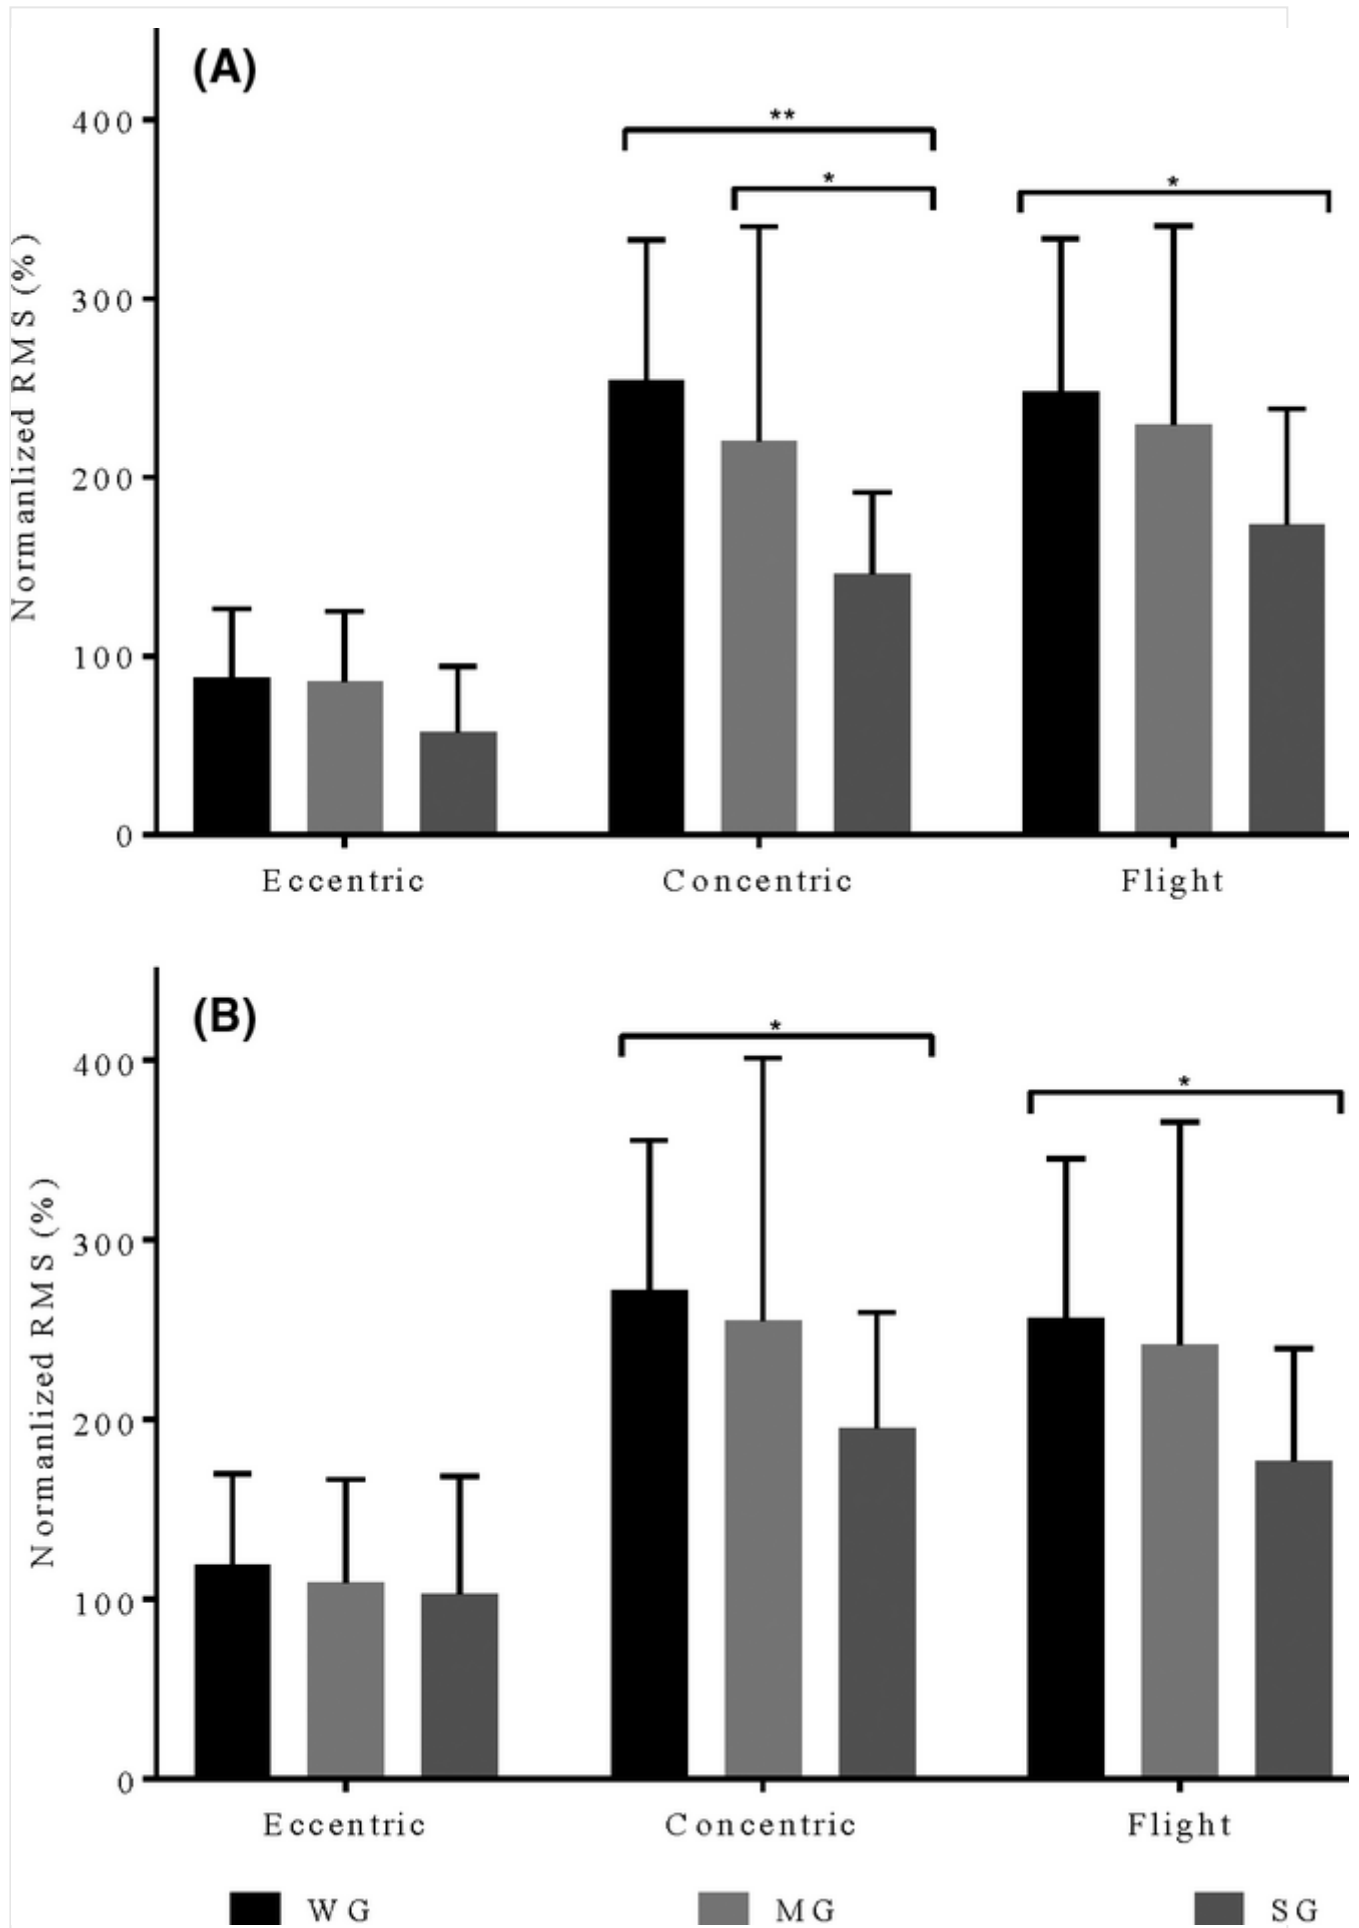 (A)
Normanlized RMS (%)
400
300
200
100
0
**
*
*
Eccentric Concentric Flight
(B)
Normanlized RMS (%)
400
300
200
100
0
*
*
Eccentric Concentric Flight
WG MG SG